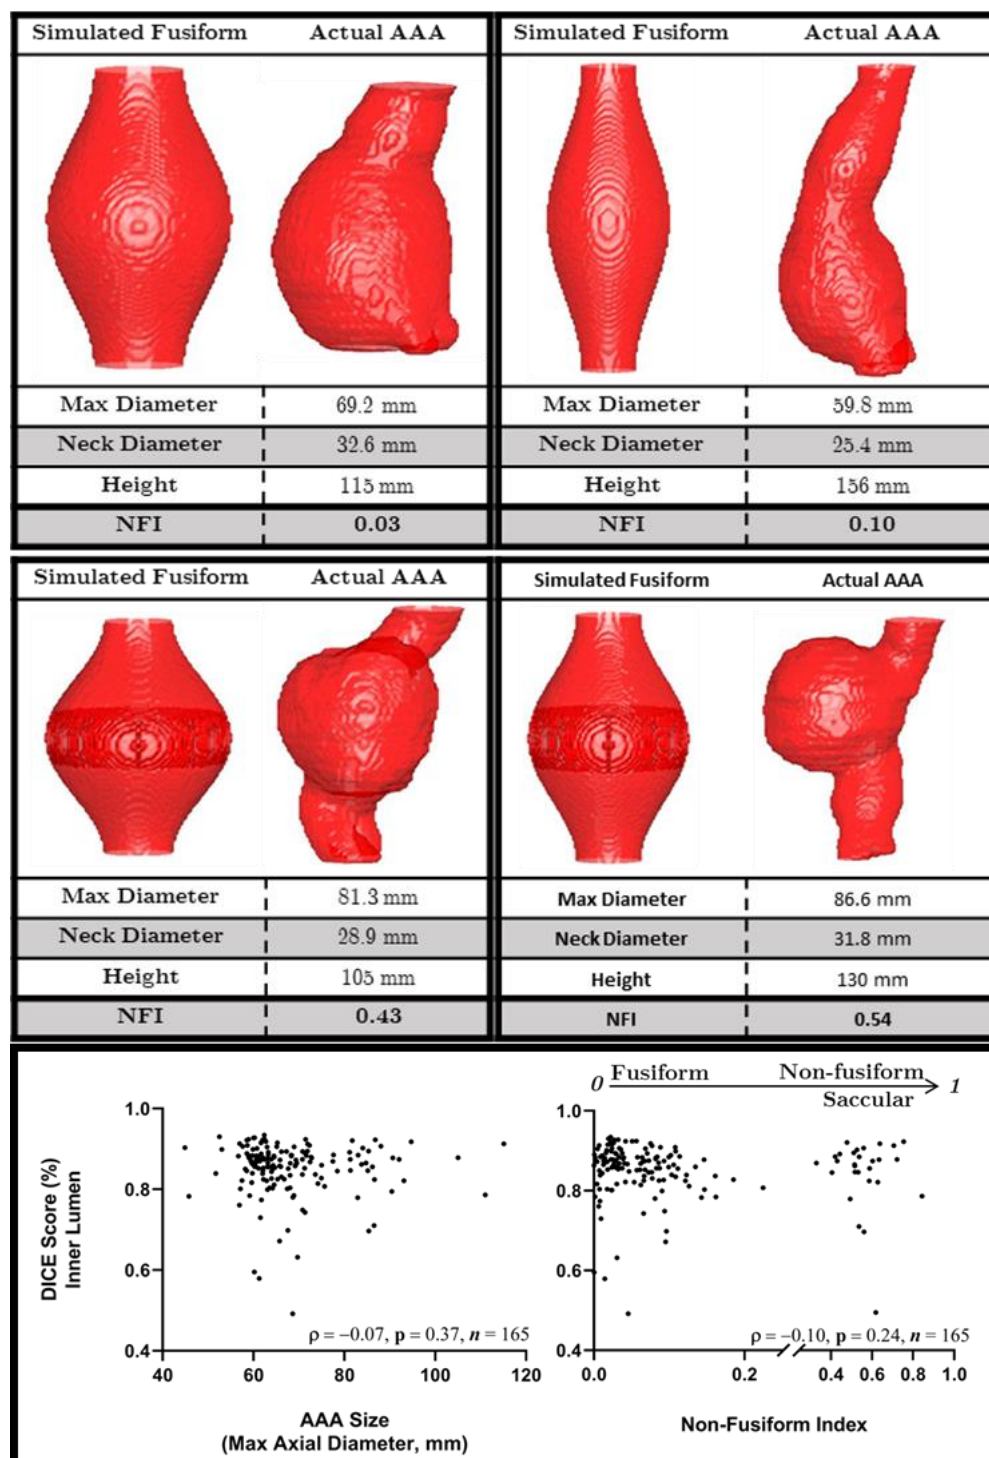 Simulated Fusiform Actual AAA
Max Diameter 69.2 mm
Neck Diameter 32.6 mm
Height 115 mm
NFI 0.03
Simulated Fusiform Actual AAA
Max Diameter 59.8 mm
Neck Diameter 25.4 mm
Height 156 mm
NFI 0.10
Simulated Fusiform Actual AAA
Max Diameter 81.3 mm
Neck Diameter 28.9 mm
Height 105 mm
NFI 0.43
Simulated Fusiform Actual AAA
Max Diameter 86.6 mm
Neck Diameter 31.8 mm
Height 130 mm
NFI 0.54
DICE Score (%)
Inner Lumen
1.0
0.8
0.6
0.4
ρ = −0.07, p = 0.37, n = 165
40 60 80 100 120
AAA Size
(Max Axial Diameter, mm)
0 Fusiform Non-fusiform 1
Saccular
1.0
0.8
0.6
0.4
ρ = −0.10, p = 0.24, n = 165
0.0 0.2 0.4 0.6 0.8 1.0
Non-Fusiform Index